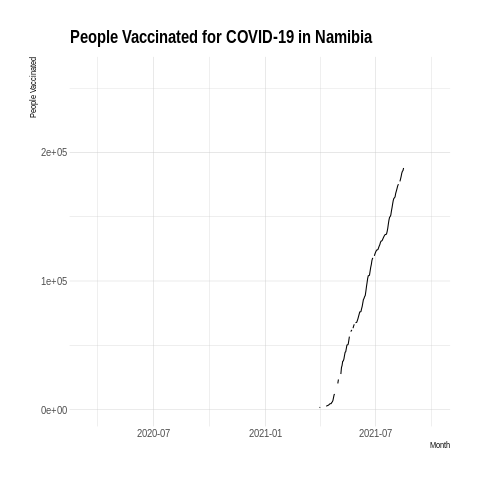 People Vaccinated for COVID-19 in Namibia
People Vaccinated
2e+05
1e+05
0e+00
2020-07
2021-01
2021-07
Month